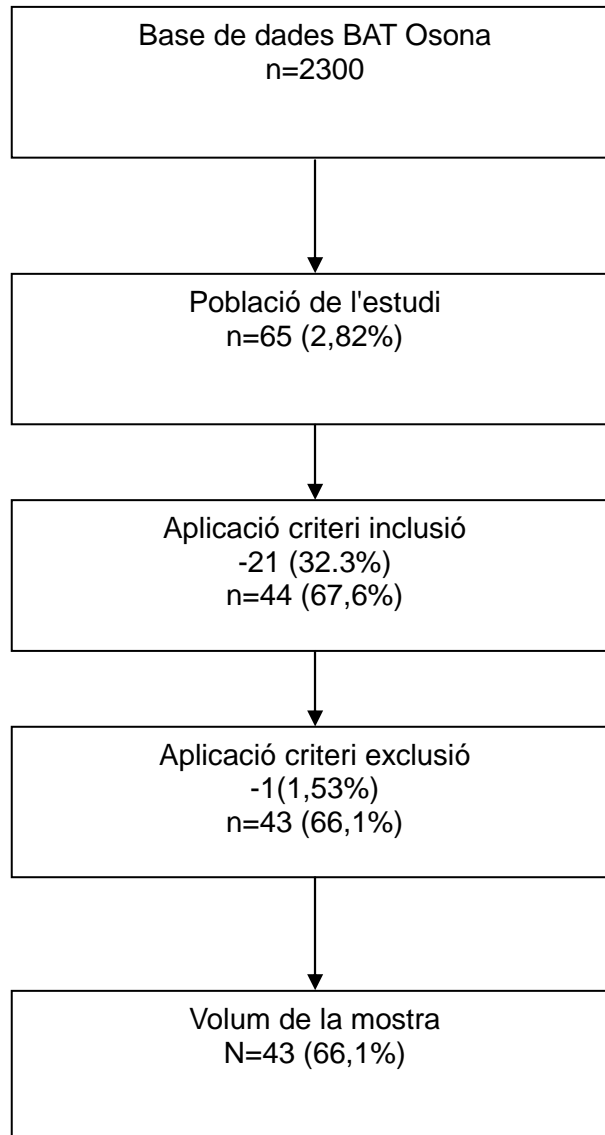 Base de dades BAT Osona
n=2300
Població de l'estudi
n=65 (2,82%)
Aplicació criteri inclusió
-21 (32.3%)
n=44 (67,6%)
Aplicació criteri exclusió
-1(1,53%)
n=43 (66,1%)
Volum de la mostra
N=43 (66,1%)